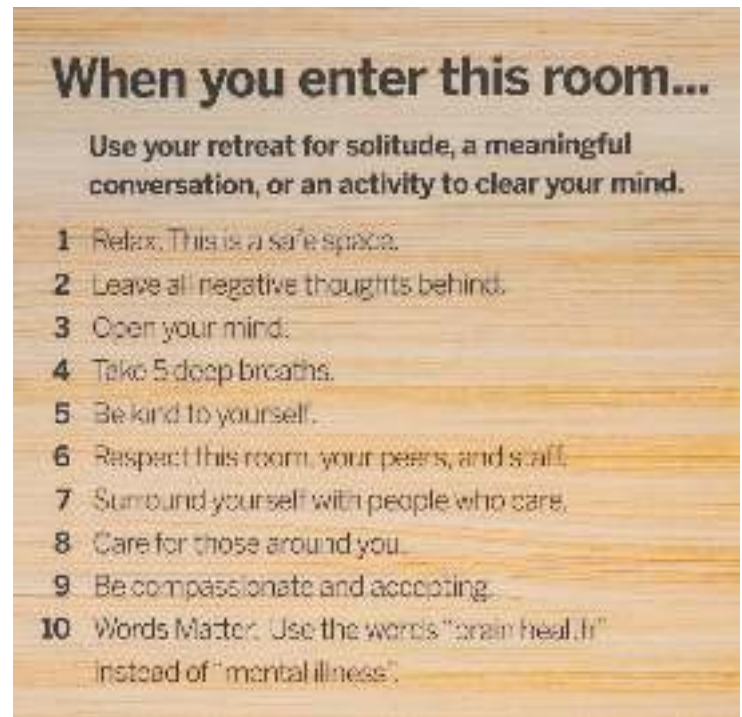 When you enter this room...
Use your retreat for solitude, a meaningful
conversation, or an activity to clear your mind.
1 Relax. This is a safe space.
2 Leave all negative thoughts behind.
3 Open your mind.
4 Take 5 deep breaths.
5 Be kind to yourself.
6 Respect this room, your peers, and staff.
7 Surround yourself with people who care.
8 Care for those around you.
9 Be compassionate and accepting.
10 Words Matter. Use the words "brain health"
instead of "mental illness".